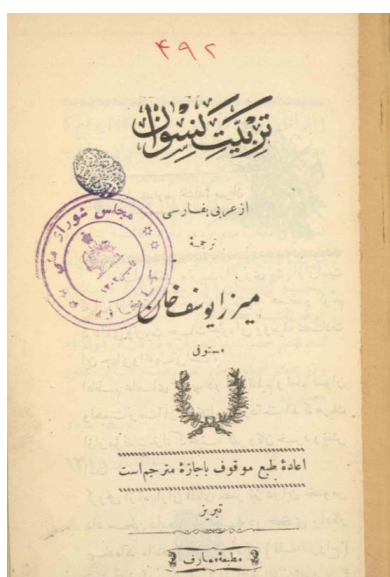 ۴۹۲
تربیت نسوان
از عربی بفارسی
ترجمهٔ
میرزا یوسف خان
مستوفی
مجلس شورای ملی
اعادهٔ طبع موقوف باجازهٔ مترجم است
تبریز
مطبعهٔ معارف